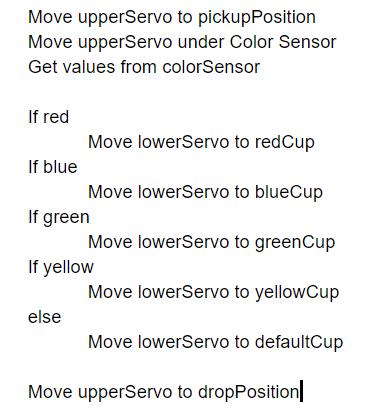 Move upperServo to pickupPosition
Move upperServo under Color Sensor
Get values from colorSensor
If red
Move lowerServo to redCup
If blue
Move lowerServo to blueCup
If green
Move lowerServo to greenCup
If yellow
Move lowerServo to yellowCup
else
Move lowerServo to defaultCup
Move upperServo to dropPosition